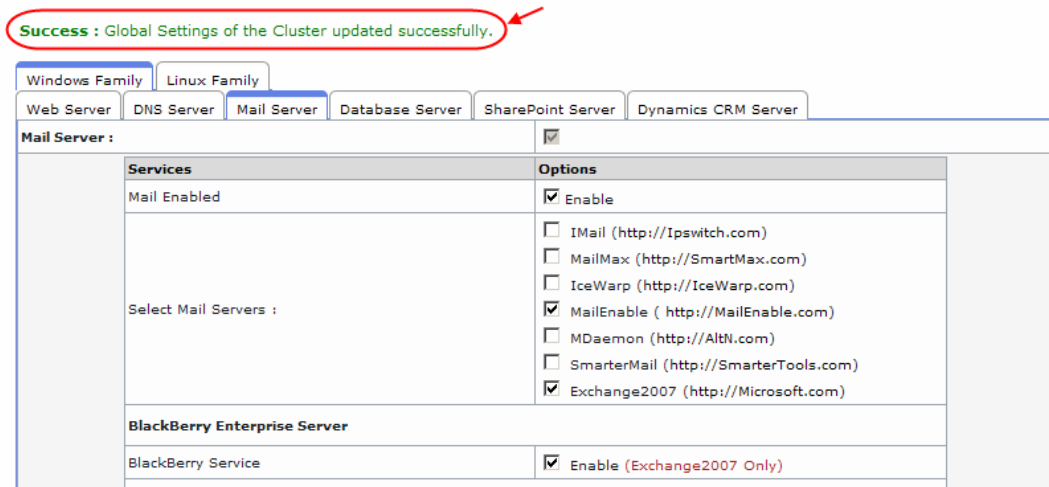 Success : Global Settings of the Cluster updated successfully.
Windows Family Linux Family
Web Server DNS Server Mail Server Database Server SharePoint Server Dynamics CRM Server
Mail Server :
Services Options
Mail Enabled Enable
IMail (http://Ipswitch.com)
MailMax (http://SmartMax.com)
IceWarp (http://IceWarp.com)
Select Mail Servers : MailEnable ( http://MailEnable.com)
MDaemon (http://AltN.com)
SmarterMail (http://SmarterTools.com)
Exchange2007 (http://Microsoft.com)
BlackBerry Enterprise Server
BlackBerry Service Enable (Exchange2007 Only)